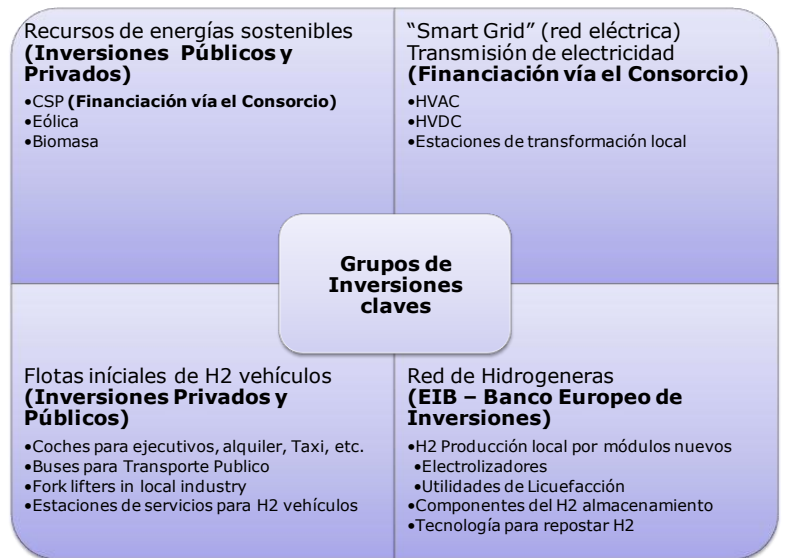 Recursos de energías sostenibles
(Inversiones Públicos y
Privados)
•CSP (Financiación vía el Consorcio)
•Eólica
•Biomasa
“Smart Grid” (red eléctrica)
Transmisión de electricidad
(Financiación vía el Consorcio)
•HVAC
•HVDC
•Estaciones de transformación local
Grupos de
Inversiones
claves
Flotas iníciales de H2 vehículos
(Inversiones Privados y
Públicos)
•Coches para ejecutivos, alquiler, Taxi, etc.
•Buses para Transporte Publico
•Fork lifters in local industry
•Estaciones de servicios para H2 vehículos
Red de Hidrogeneras
(EIB – Banco Europeo de
Inversiones)
•H2 Producción local por módulos nuevos
•Electrolizadores
•Utilidades de Licuefacción
•Componentes del H2 almacenamiento
•Tecnología para repostar H2